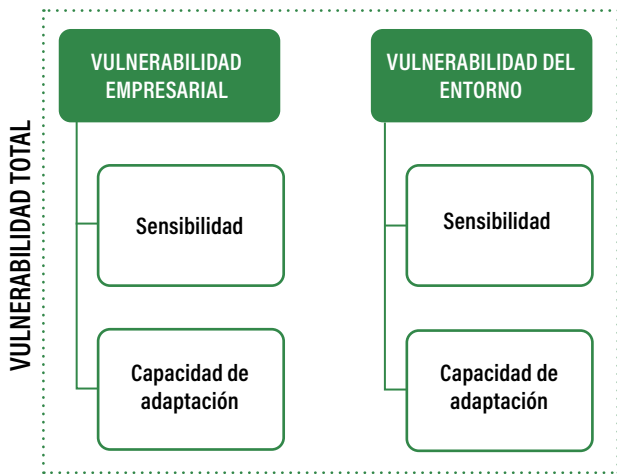 VULNERABILIDAD TOTAL
VULNERABILIDAD
EMPRESARIAL
Sensibilidad
Capacidad de
adaptación
VULNERABILIDAD DEL
ENTORNO
Sensibilidad
Capacidad de
adaptación